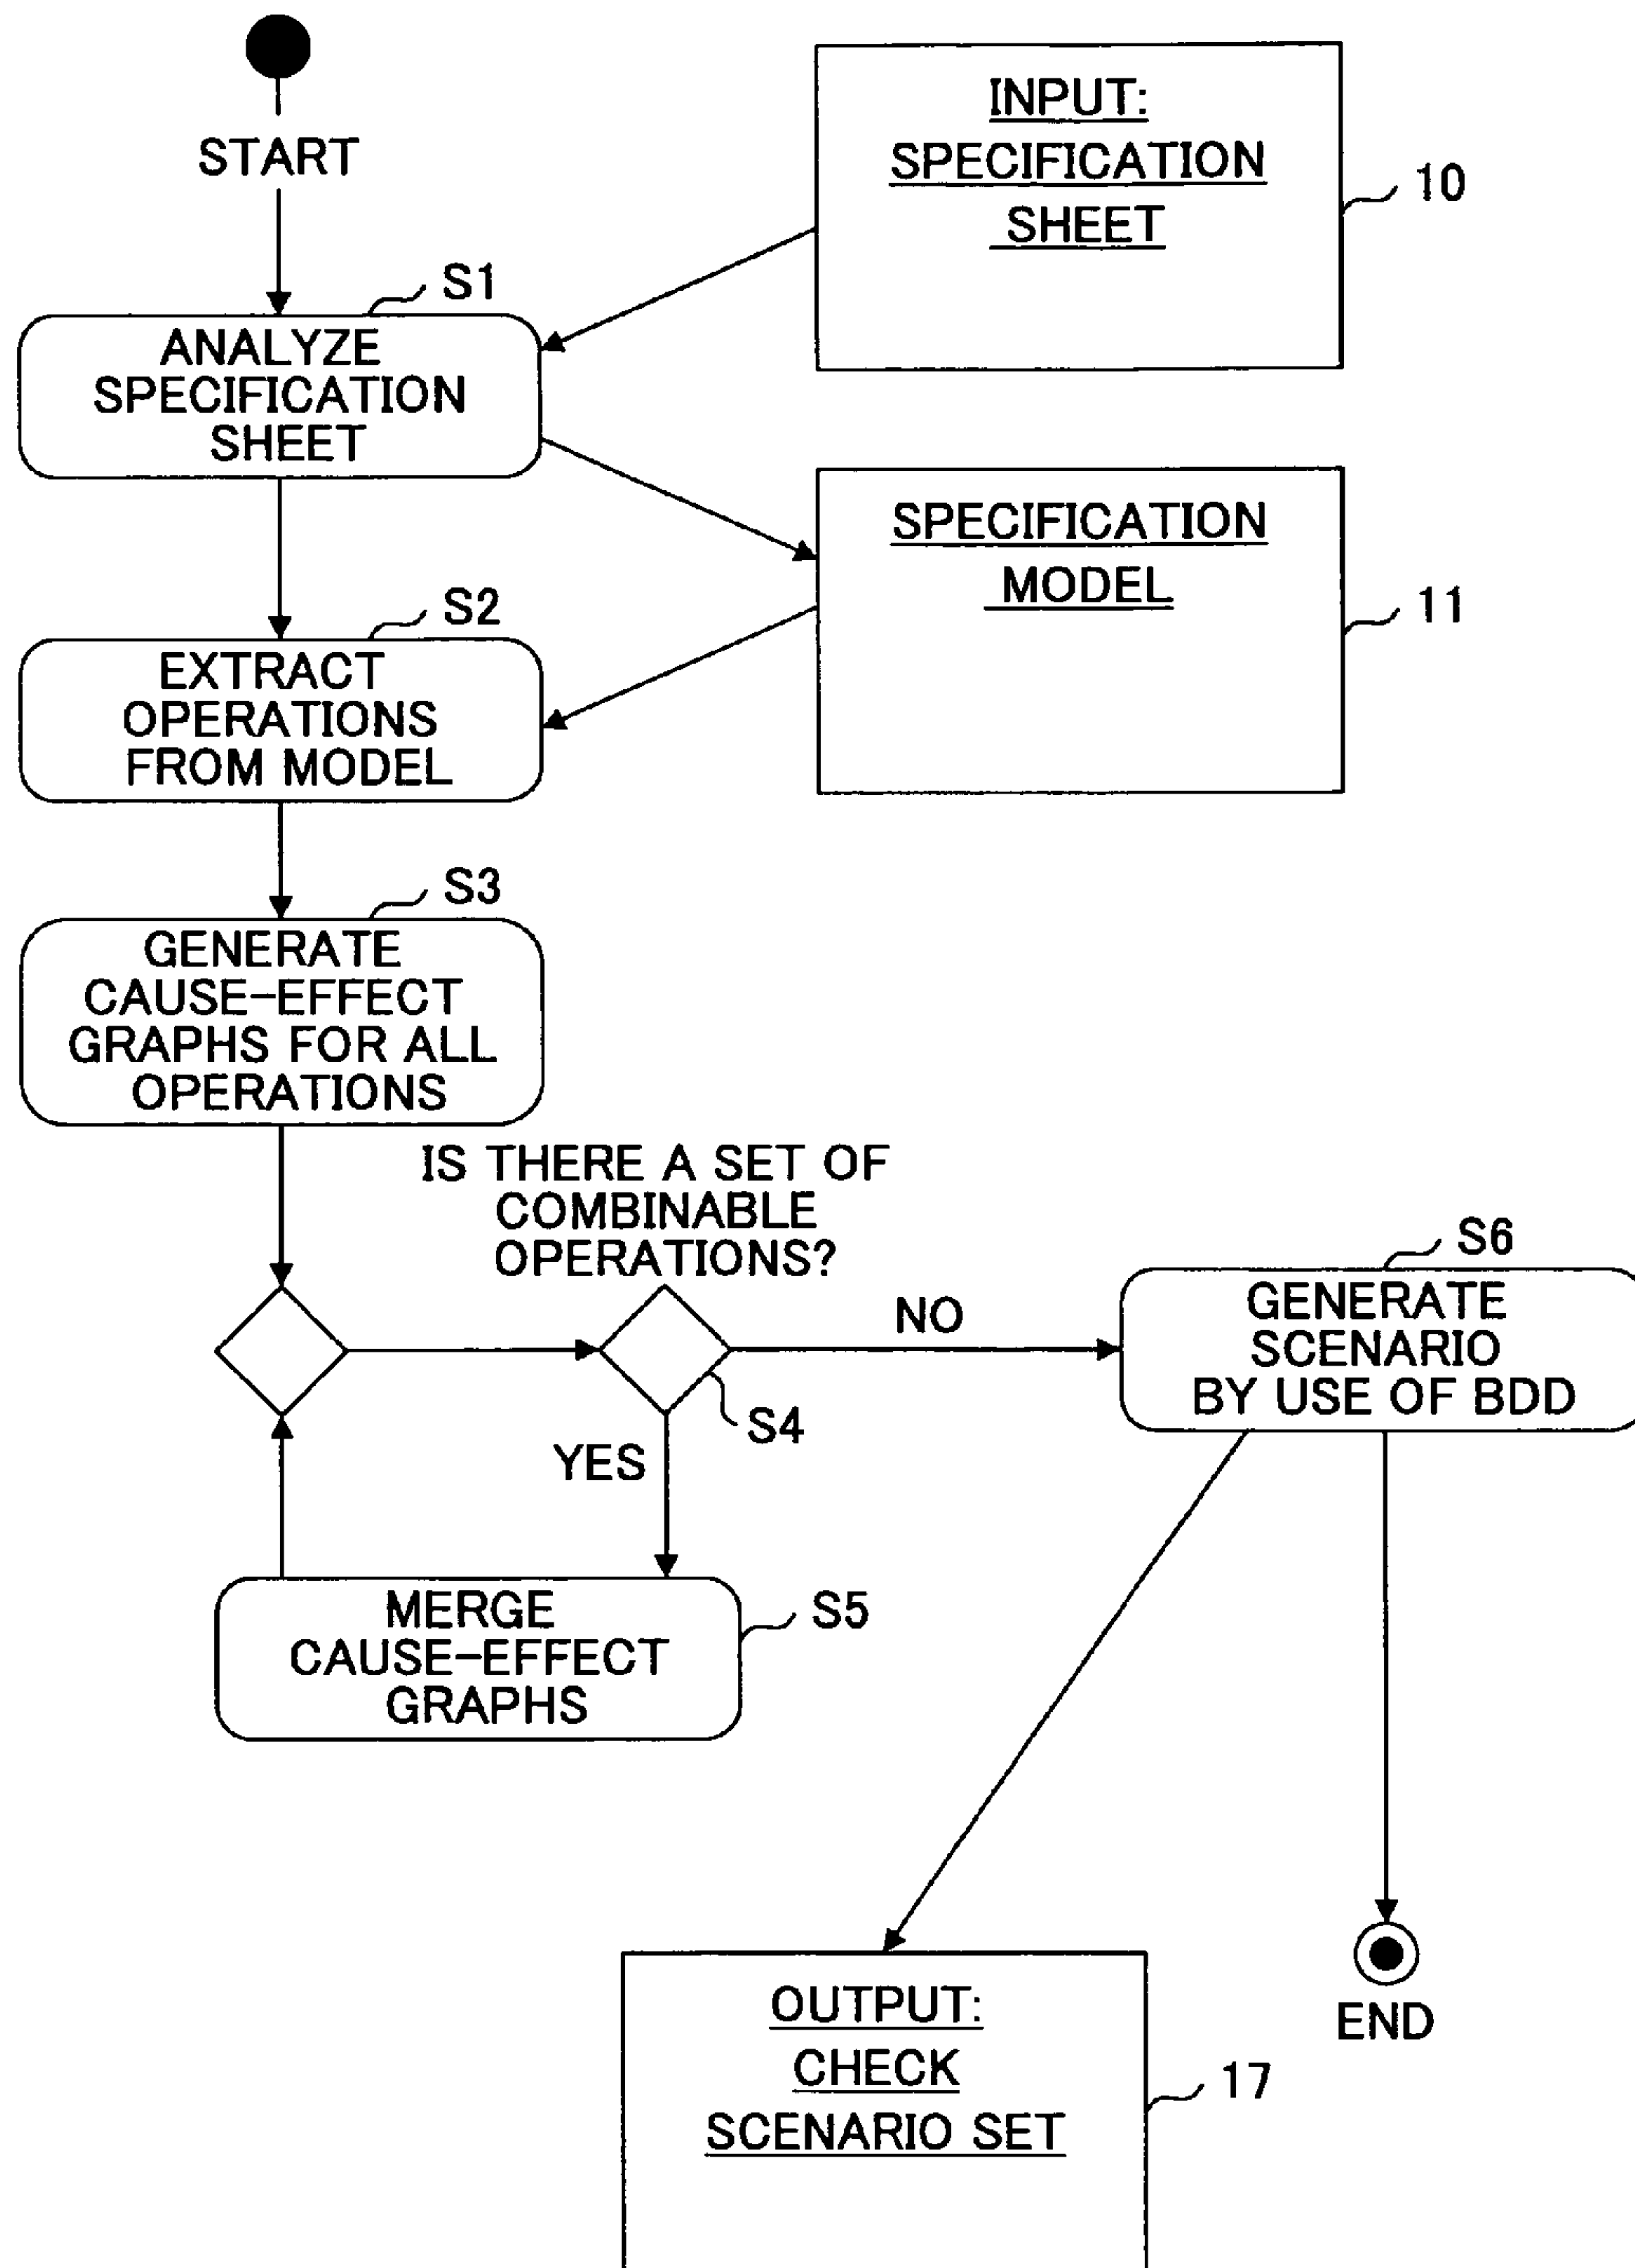 START
INPUT:
SPECIFICATION
SHEET
10
S1
ANALYZE
SPECIFICATION
SHEET
SPECIFICATION
MODEL
11
S2
EXTRACT
OPERATIONS
FROM MODEL
S3
GENERATE
CAUSE-EFFECT
GRAPHS FOR ALL
OPERATIONS
IS THERE A SET OF
COMBINABLE
OPERATIONS?
S4
NO
YES
S6
GENERATE
SCENARIO
BY USE OF BDD
MERGE
CAUSE-EFFECT
GRAPHS
S5
END
OUTPUT:
CHECK
SCENARIO SET
17